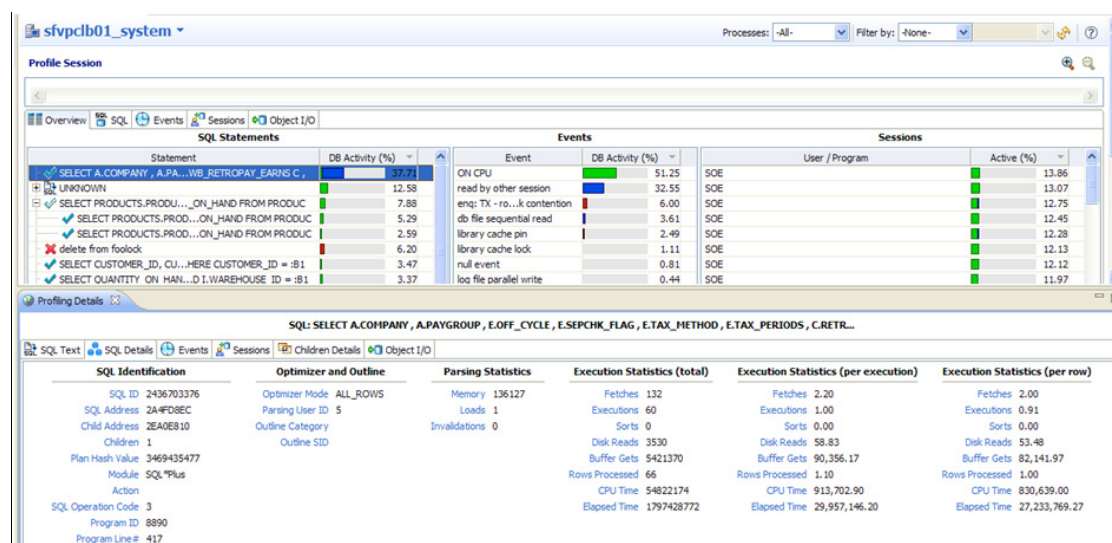 sfvpclb01_system
Processes: -All- Filter by: -None-
Profile Session
Overview SQL Events Sessions Object I/O
SQL Statements Events Sessions
Statement DB Activity (%) Event DB Activity (%) User / Program Active (%)
SELECT A.COMPANY , A.PA...WB_RETROPAY_EARNS C , 37.71 ON CPU 51.25 SOE 13.86
UNKNOWN 12.58 read by other session 32.55 SOE 13.07
SELECT PRODUCTS.PRODU..._ON_HAND FROM PRODUC 7.88 enq: TX - ro...k contention 6.00 SOE 12.75
SELECT PRODUCTS.PROD...ON_HAND FROM PRODUC 5.29 db file sequential read 3.61 SOE 12.45
SELECT PRODUCTS.PROD...ON_HAND FROM PRODUC 2.59 library cache pin 2.49 SOE 12.28
delete from foolock 6.20 library cache lock 1.11 SOE 12.13
SELECT CUSTOMER_ID, CU...HERE CUSTOMER_ID = :B1 3.47 null event 0.81 SOE 12.12
SELECT QUANTITY_ON_HAN...D I.WAREHOUSE_ID = :B1 3.37 log file parallel write 0.44 SOE 11.97
Profiling Details
SQL: SELECT A.COMPANY , A.PAYGROUP , E.OFF_CYCLE , E.SEPCHK_FLAG , E.TAX_METHOD , E.TAX_PERIODS , C.RETR...
SQL Text SQL Details Events Sessions Children Details Object I/O
SQL Identification Optimizer and Outline Parsing Statistics Execution Statistics (total) Execution Statistics (per execution) Execution Statistics (per row)
SQL ID 2436703376 Optimizer Mode ALL_ROWS Memory 136127 Fetches 132 Fetches 2.20 Fetches 2.00
SQL Address 2A4FD8EC Parsing User ID 5 Loads 1 Executions 60 Executions 1.00 Executions 0.91
Child Address 2EA0E810 Outline Category Invalidations 0 Sorts 0 Sorts 0.00 Sorts 0.00
Children 1 Outline SID Disk Reads 3530 Disk Reads 58.83 Disk Reads 53.48
Plan Hash Value 3469435477 Buffer Gets 5421370 Buffer Gets 90,356.17 Buffer Gets 82,141.97
Module SQL*Plus Rows Processed 66 Rows Processed 1.10 Rows Processed 1.00
Action CPU Time 54822174 CPU Time 913,702.90 CPU Time 830,639.00
SQL Operation Code 3 Elapsed Time 1797428772 Elapsed Time 29,957,146.20 Elapsed Time 27,233,769.27
Program ID 8890
Program Line# 417